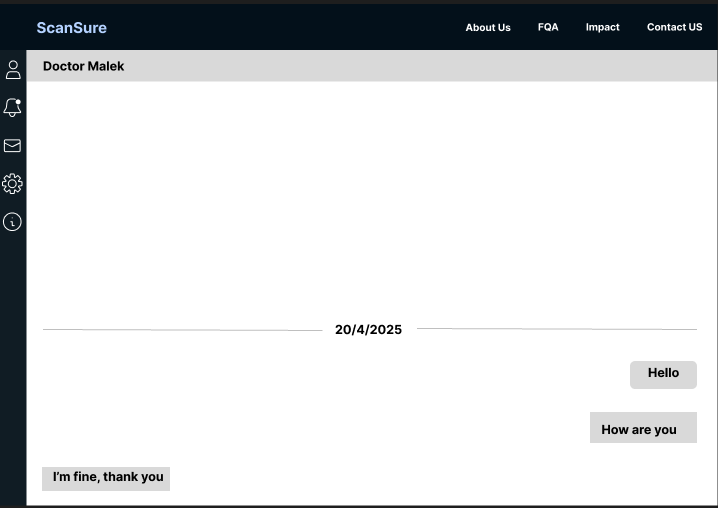 ScanSure
About Us
FQA
Impact
Contact US
Doctor Malek
20/4/2025
Hello
How are you
I'm fine, thank you